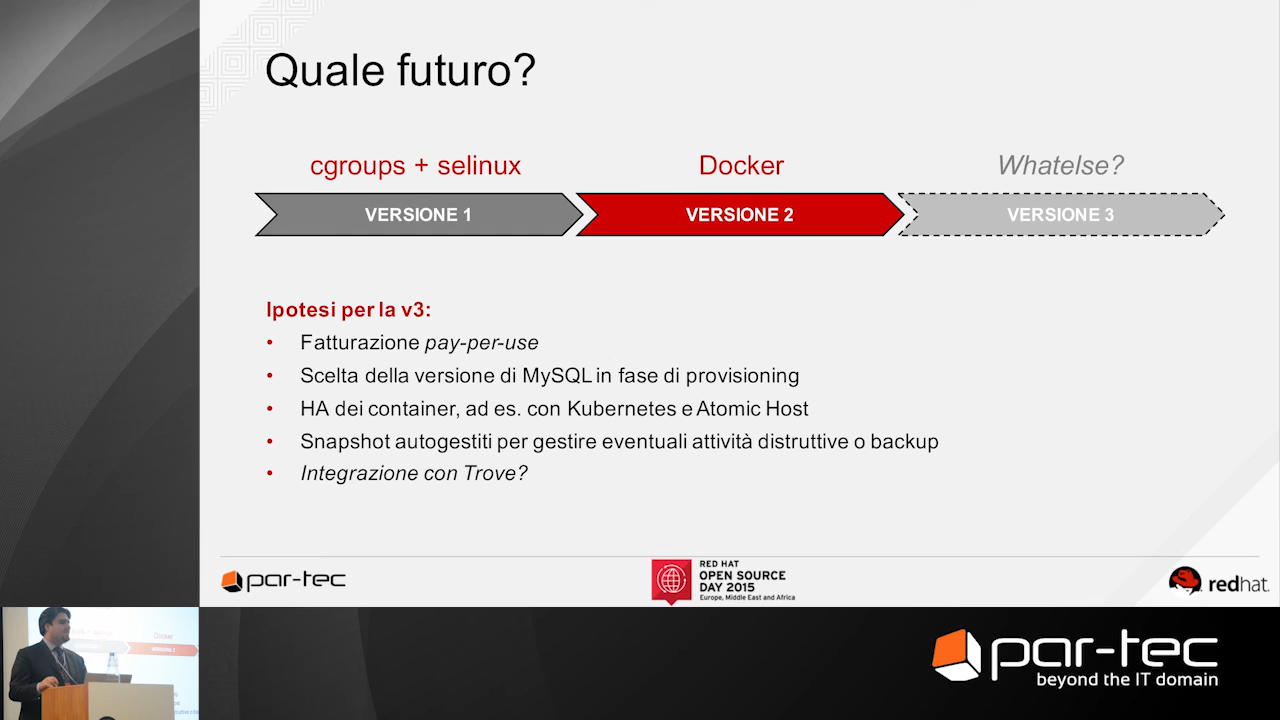 Quale futuro?
cgroups + selinux
Docker
Whatelse?
VERSIONE 1
VERSIONE 2
VERSIONE 3
Ipotesi per la v3:
• Fatturazione pay-per-use
• Scelta della versione di MySQL in fase di provisioning
• HA dei container, ad es. con Kubernetes e Atomic Host
• Snapshot autogestiti per gestire eventuali attività distruttive o backup
• Integrazione con Trove?
par-tec
RED HAT
OPEN SOURCE
DAY 2015
Europe, Middle East and Africa
redhat.
Docker
VERSIONE 2
par-tec
beyond the IT domain